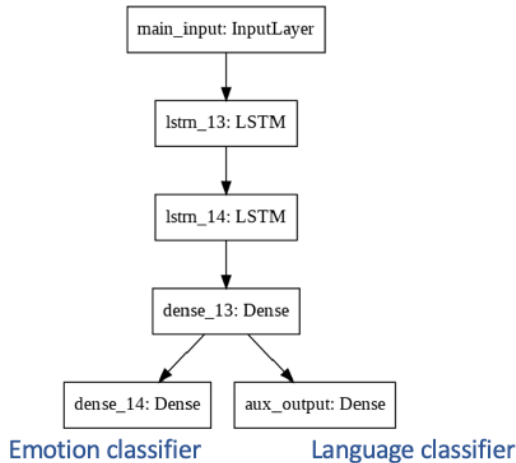 main_input: InputLayer
lstm_13: LSTM
lstm_14: LSTM
dense_13: Dense
dense_14: Dense
aux_output: Dense
Emotion classifier
Language classifier